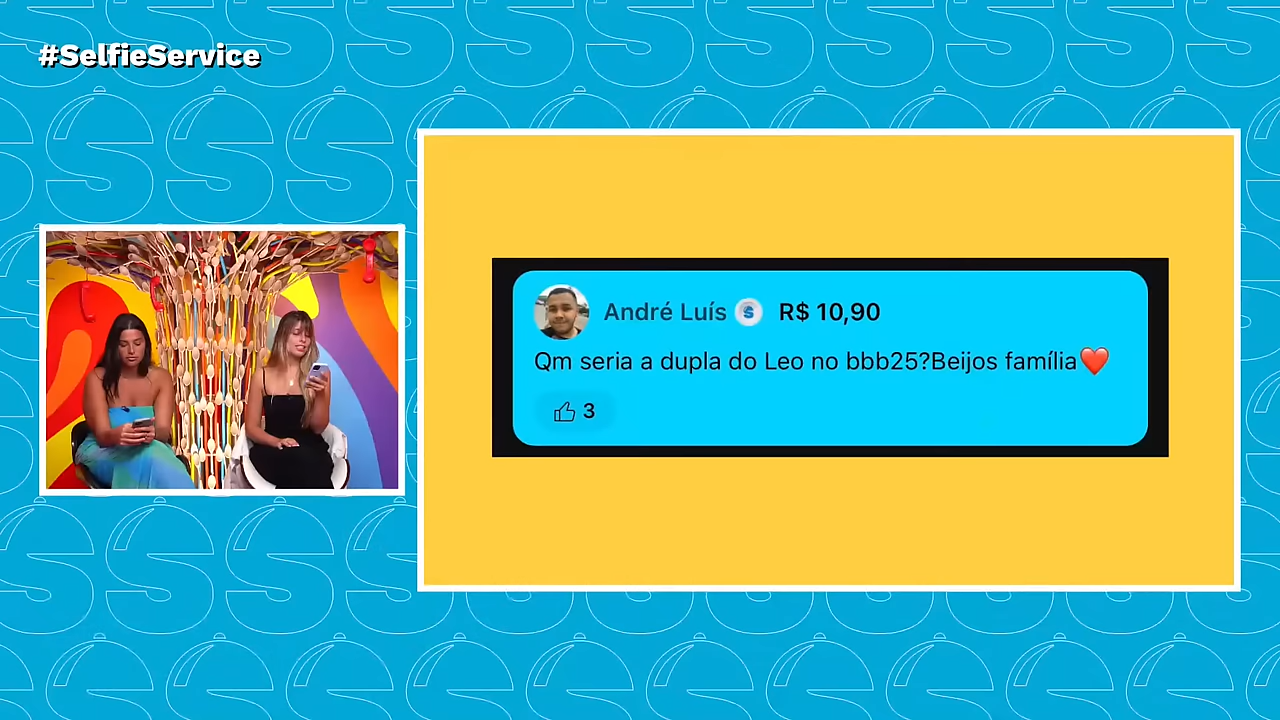 #SelfieService
André Luís S R$ 10,90
Qm seria a dupla do Leo no bbb25?Beijos família❤️
3